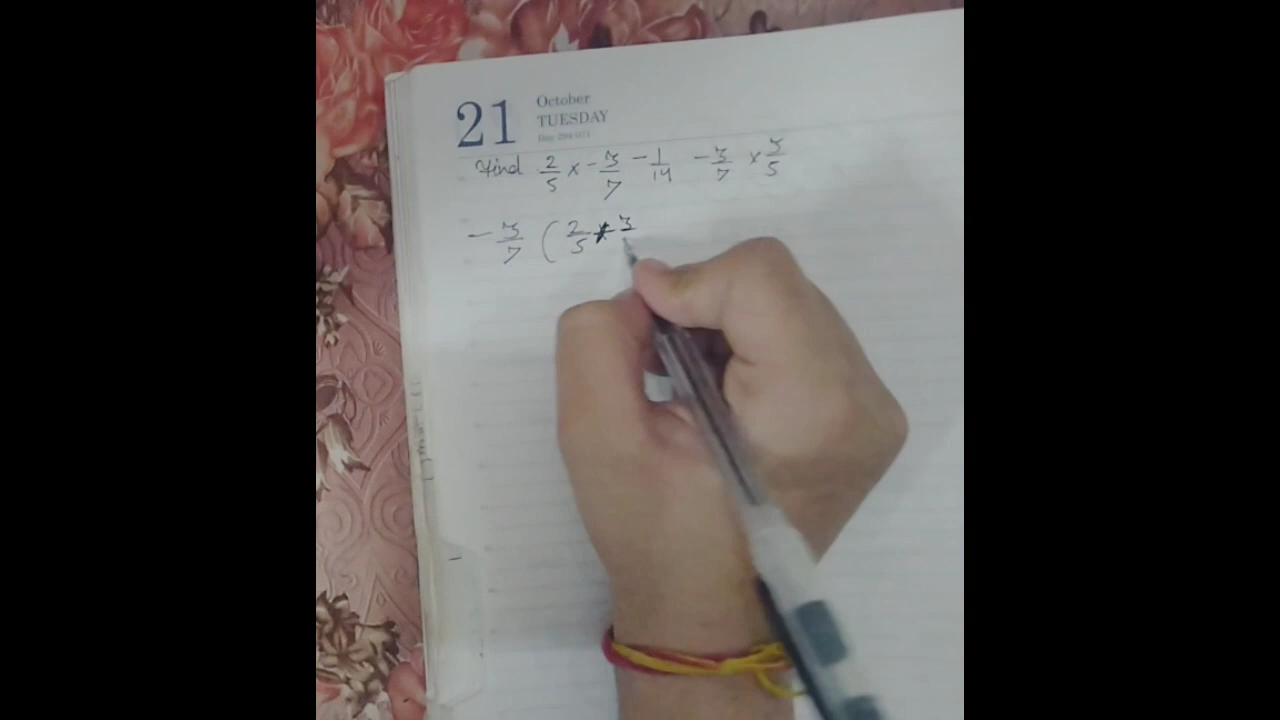 21
October
TUESDAY
Find 2/5 × -3/7 - 1/14 - 3/7 × 3/5
- 3/7 ( 2/5 + 3